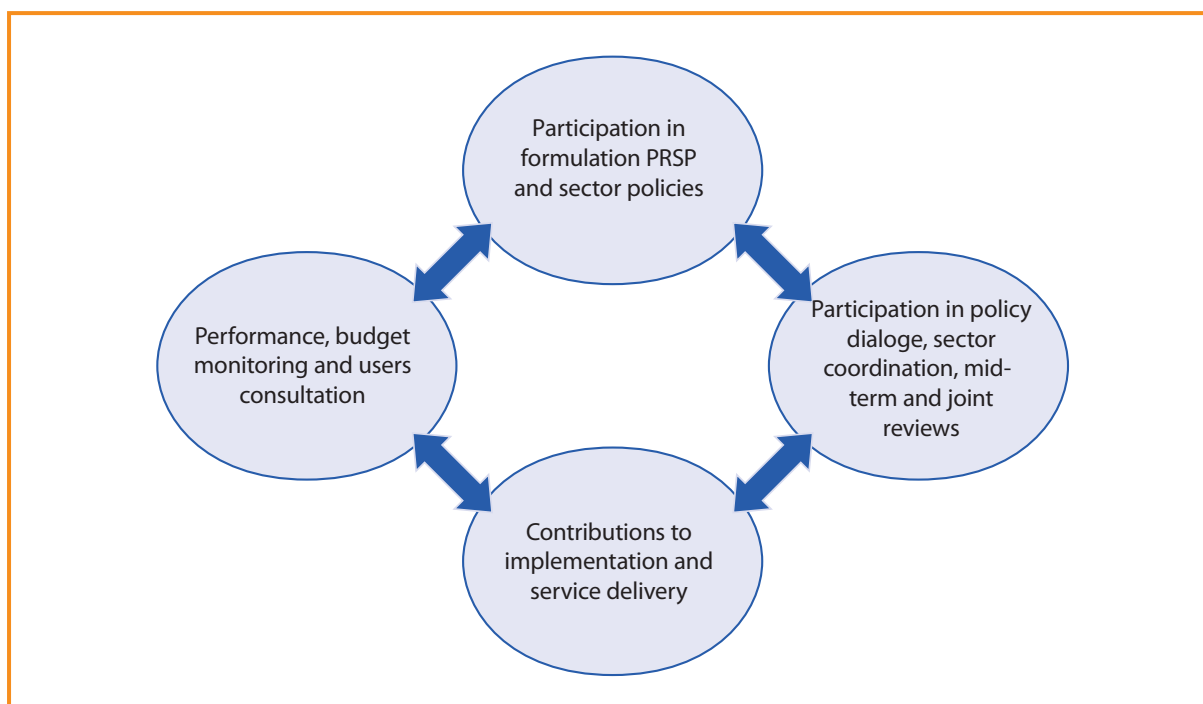 Participation in
formulation PRSP
and sector policies
Performance, budget
monitoring and users
consultation
Participation in policy
dialoge, sector
coordination, mid-
term and joint
reviews
Contributions to
implementation and
service delivery